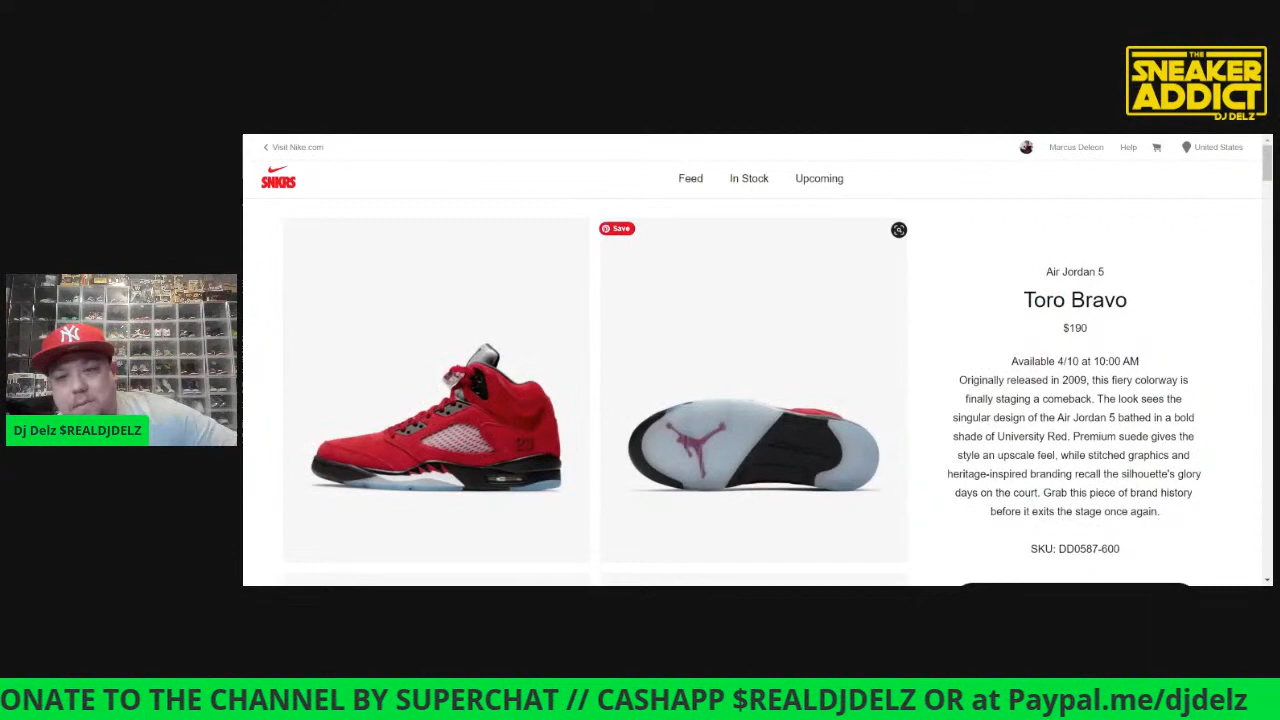 THE
SNEAKER
ADDICT
DJ DELZ
Visit Nike.com
Marcus Deleon
Help
United States
SNKRS
Feed
In Stock
Upcoming
Save
Air Jordan 5
Toro Bravo
$190
Available 4/10 at 10:00 AM
Originally released in 2009, this fiery colorway is
finally staging a comeback. The look sees the
singular design of the Air Jordan 5 bathed in a bold
shade of University Red. Premium suede gives the
style an upscale feel, while stitched graphics and
heritage-inspired branding recall the silhouette's glory
days on the court. Grab this piece of brand history
before it exits the stage once again.
SKU: DD0587-600
23
NY
Dj Delz $REALDJDELZ
ONATE TO THE CHANNEL BY SUPERCHAT // CASHAPP $REALDJDELZ OR at Paypal.me/djdelz